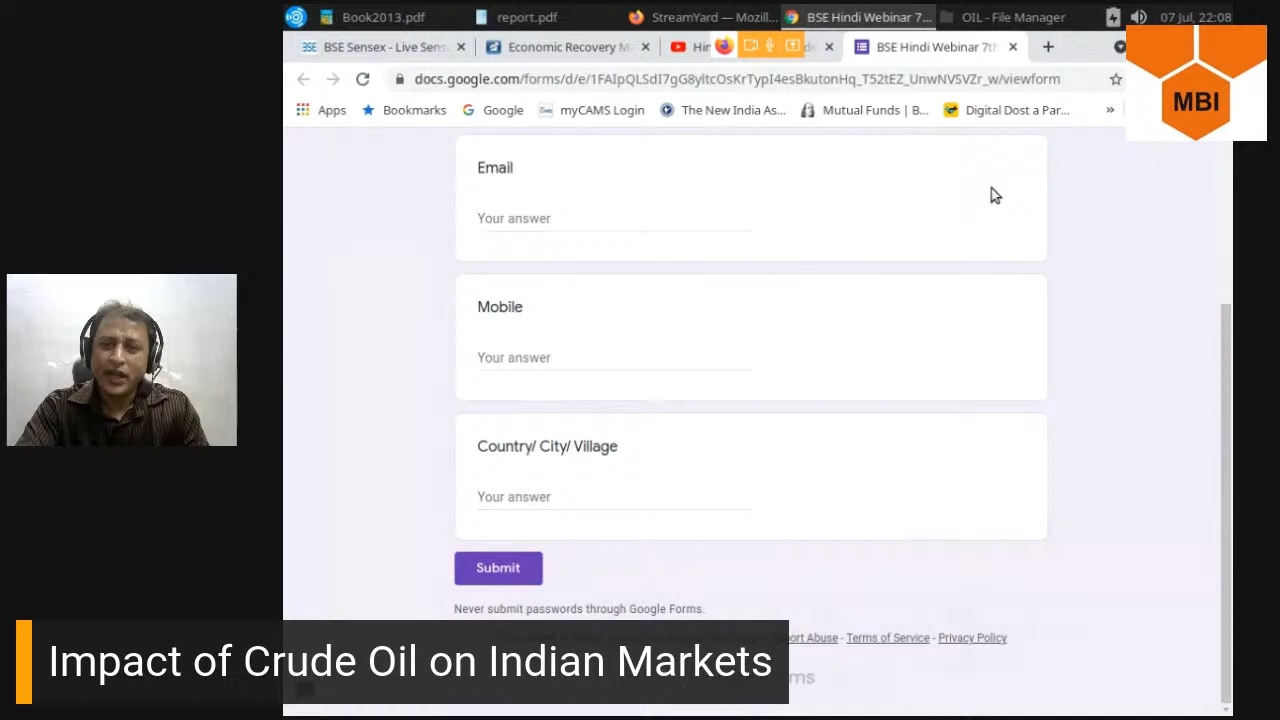 Book2013.pdf
report.pdf
StreamYard — Mozil...
BSE Hindi Webinar 7...
OIL - File Manager
07 Jul, 22:08
BSE Sensex - Live Sens
Economic Recovery M
Hin
BSE Hindi Webinar 7th
docs.google.com/forms/d/e/1FAIpQLSdI7gG8yltcOsKrTypI4esBkutonHq_T52tEZ_UnwNVSVZr_w/viewform
Apps
Bookmarks
Google
myCAMS Login
The New India As...
Mutual Funds | B...
Digital Dost a Par...
»
MBI
Email
Your answer
Mobile
Your answer
Country/ City/ Village
Your answer
Submit
Never submit passwords through Google Forms.
port Abuse - Terms of Service - Privacy Policy
Impact of Crude Oil on Indian Markets